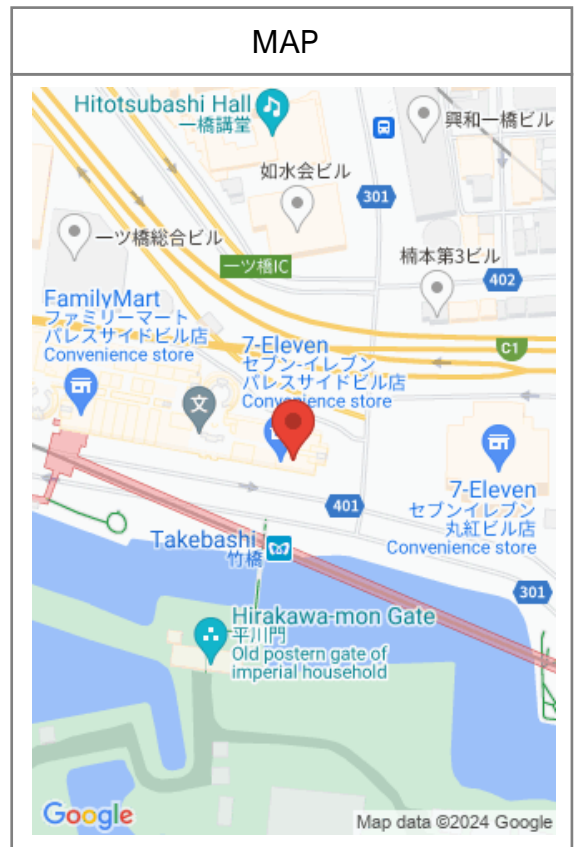 MAP
Hitotsubashi Hall
一橋講堂
興和一橋ビル
如水会ビル
301
一ツ橋総合ビル
一ツ橋IC
楠本第3ビル
402
FamilyMart
ファミリーマート
パレスサイドビル店
Convenience store
7-Eleven
セブン-イレブン
パレスサイドビル店
Convenience store
C1
文
401
7-Eleven
セブンイレブン
丸紅ビル店
Convenience store
Takebashi
竹橋
301
Hirakawa-mon Gate
平川門
Old postern gate of
imperial household
Google
Map data ©2024 Google